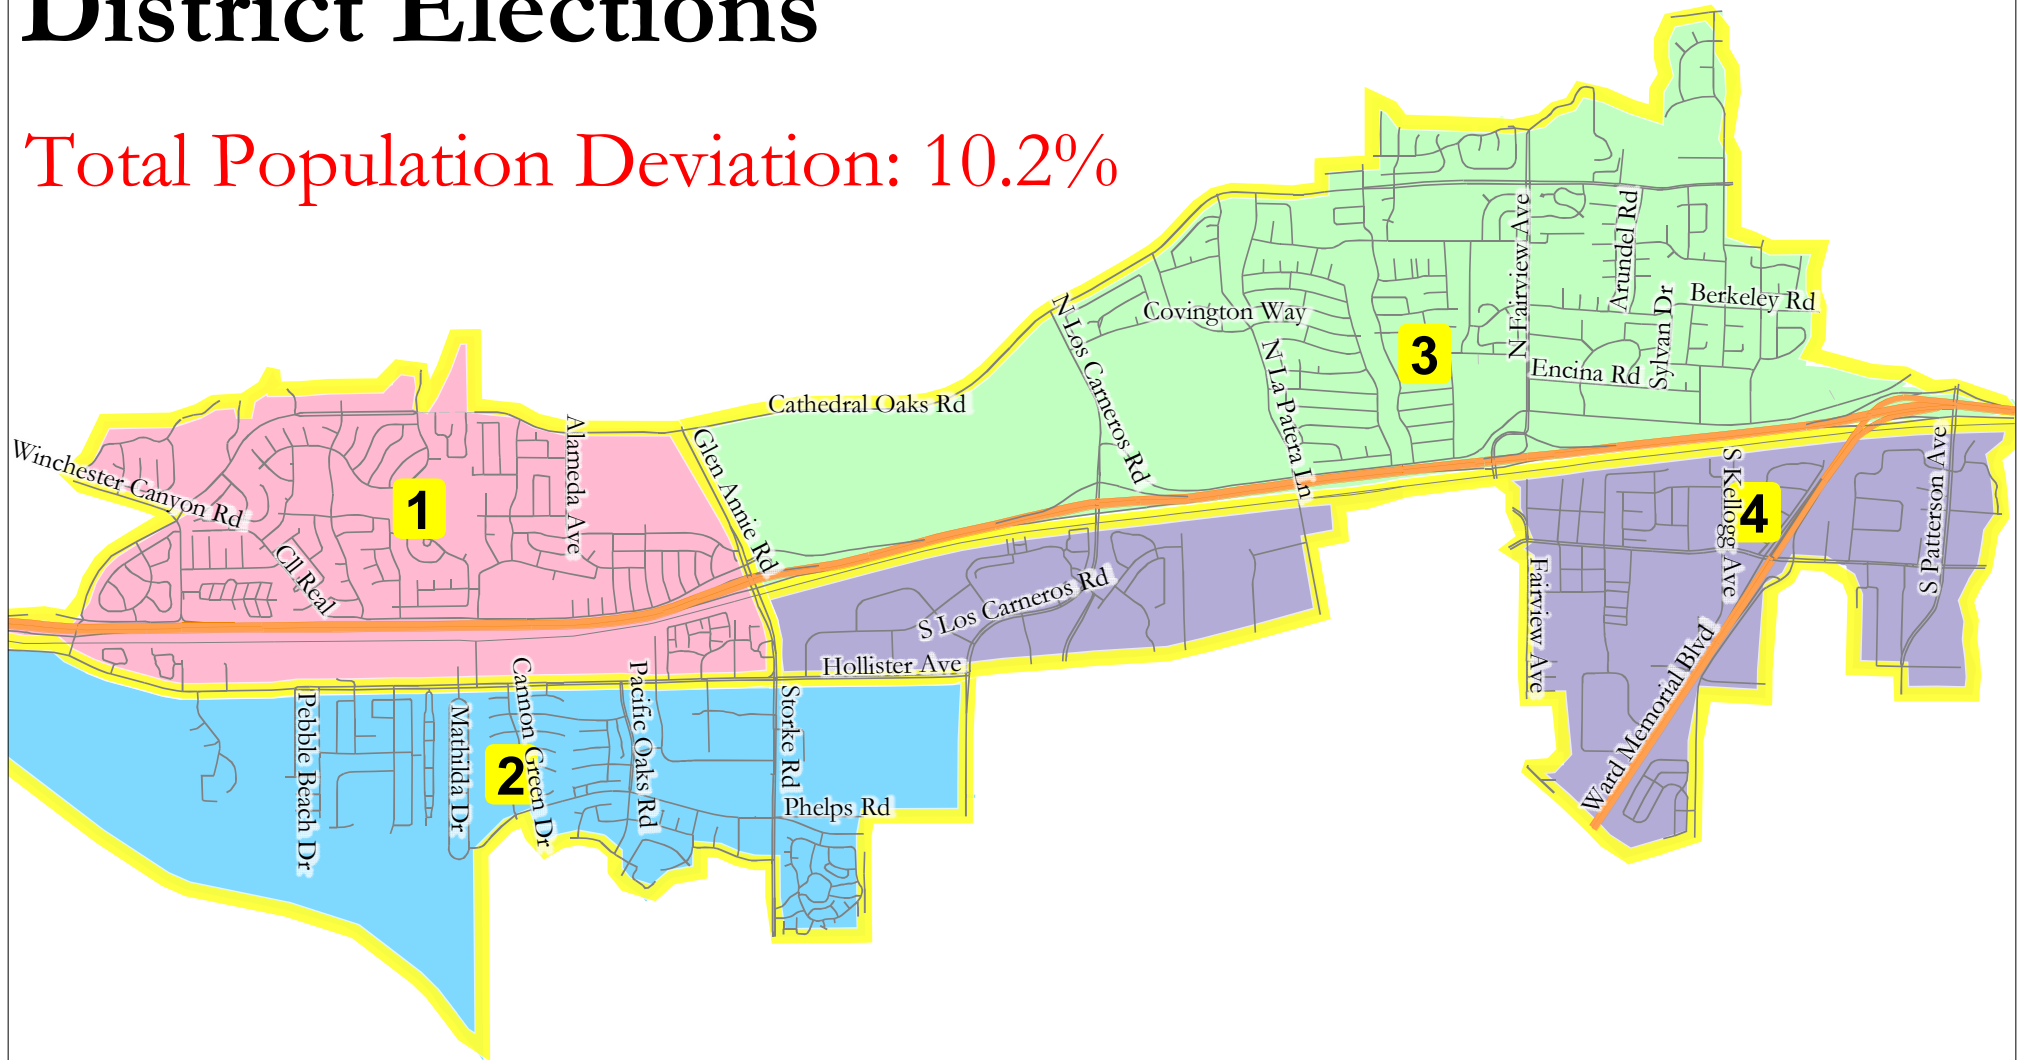 District Elections
Total Population Deviation: 10.2%
N Fairview Ave
Arundel Rd
Sylvan Dr
Berkeley Rd
N Los Carneros Rd
Covington Way
3
N La Patera Ln
Encina Rd
Cathedral Oaks Rd
Winchester Canyon Rd
1
Alameda Ave
Glen Annie Rd
S Kellogg Ave
4
S Patterson Ave
Cll Real
S Los Carneros Rd
Fairview Ave
Hollister Ave
Ward Memorial Blvd
Pebble Beach Dr
Mathilda Dr
2
Cannon Green Dr
Pacific Oaks Rd
Storke Rd
Phelps Rd